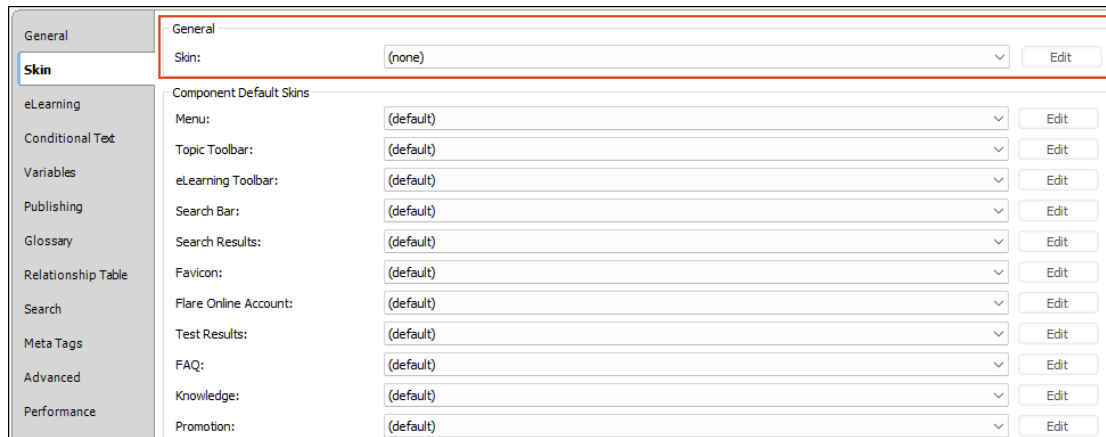 General
Skin
eLearning
Conditional Text
Variables
Publishing
Glossary
Relationship Table
Search
Meta Tags
Advanced
Performance
General
Skin: (none) Edit
Component Default Skins
Menu: (default) Edit
Topic Toolbar: (default) Edit
eLearning Toolbar: (default) Edit
Search Bar: (default) Edit
Search Results: (default) Edit
Favicon: (default) Edit
Flare Online Account: (default) Edit
Test Results: (default) Edit
FAQ: (default) Edit
Knowledge: (default) Edit
Promotion: (default) Edit